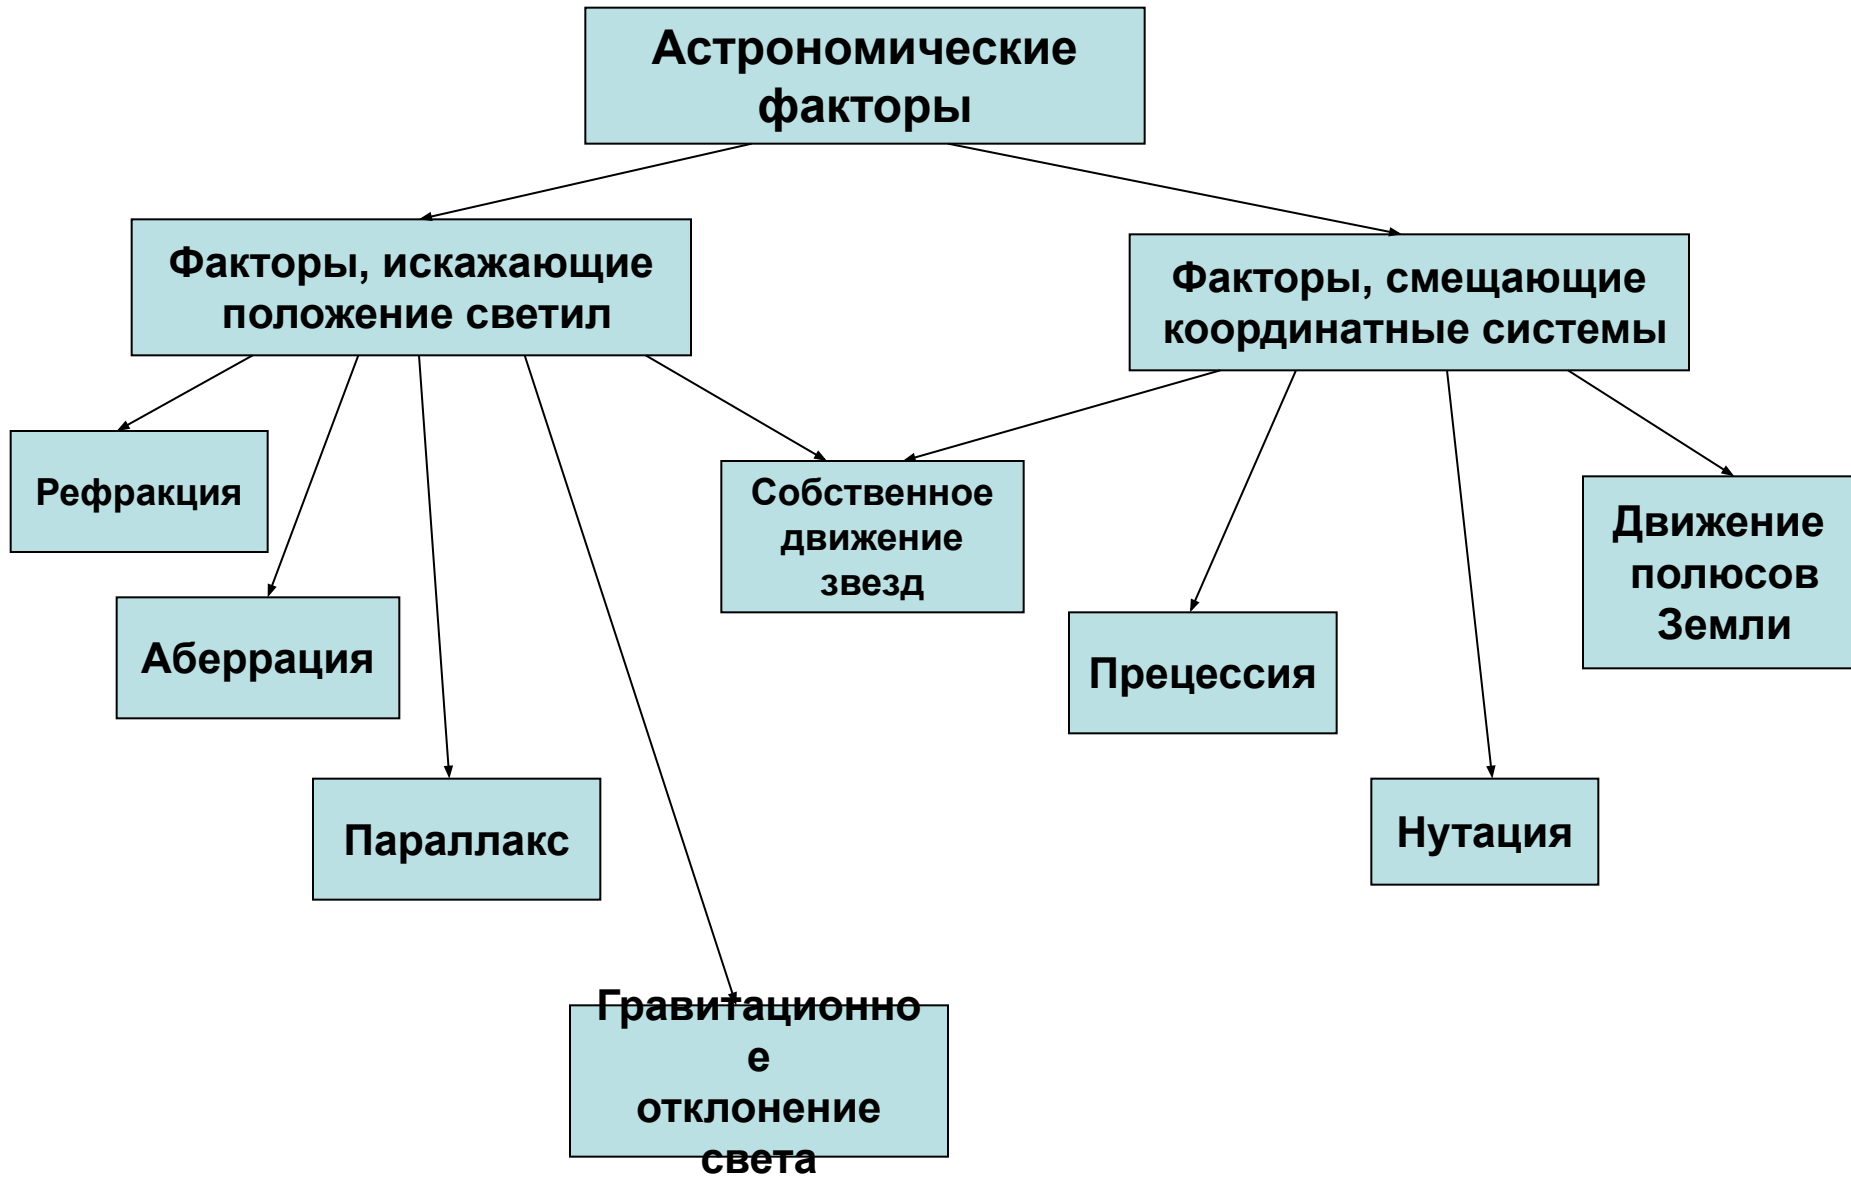 Астрономические
факторы
Факторы, искажающие
положение светил
Факторы, смещающие
координатные системы
Рефракция
Собственное
движение
звезд
Движение
полюсов
Земли
Аберрация
Прецессия
Параллакс
Нутация
Гравитационно
е
отклонение
света